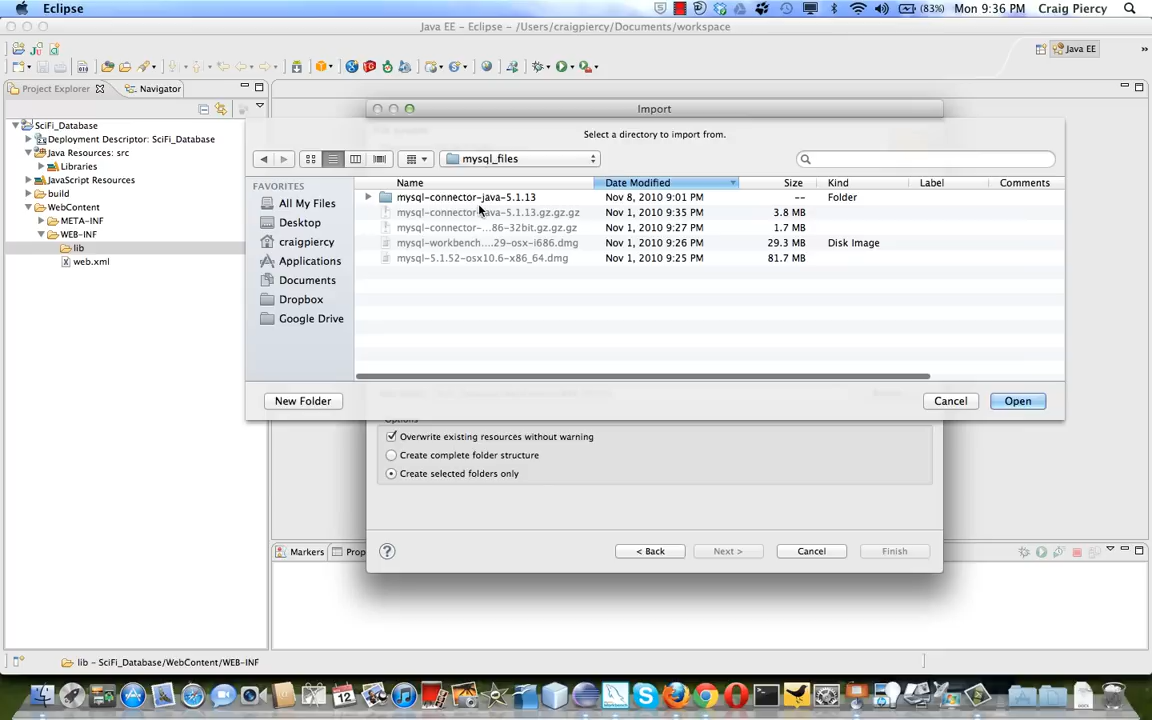 Eclipse
(83%) Mon 9:36 PM Craig Piercy
Java EE - Eclipse - /Users/craigpiercy/Documents/workspace
Java EE
Project Explorer
Navigator
SciFi_Database
Deployment Descriptor: SciFi_Database
Java Resources: src
Libraries
JavaScript Resources
build
WebContent
META-INF
WEB-INF
lib
web.xml
Import
Select a directory to import from.
mysql_files
FAVORITES
All My Files
Desktop
craigpiercy
Applications
Documents
Dropbox
Google Drive
Name Date Modified Size Kind Label Comments
mysql-connector-java-5.1.13 Nov 8, 2010 9:01 PM -- Folder
mysql-connector-java-5.1.13.gz.gz.gz Nov 1, 2010 9:35 PM 3.8 MB
mysql-connector-...86-32bit.gz.gz.gz Nov 1, 2010 9:27 PM 1.7 MB
mysql-workbench....29-osx-i686.dmg Nov 1, 2010 9:26 PM 29.3 MB Disk Image
mysql-5.1.52-osx10.6-x86_64.dmg Nov 1, 2010 9:25 PM 81.7 MB
New Folder
Cancel
Open
Options
Overwrite existing resources without warning
Create complete folder structure
Create selected folders only
?
< Back
Next >
Cancel
Finish
Markers
Prop
lib - SciFi_Database/WebContent/WEB-INF
12